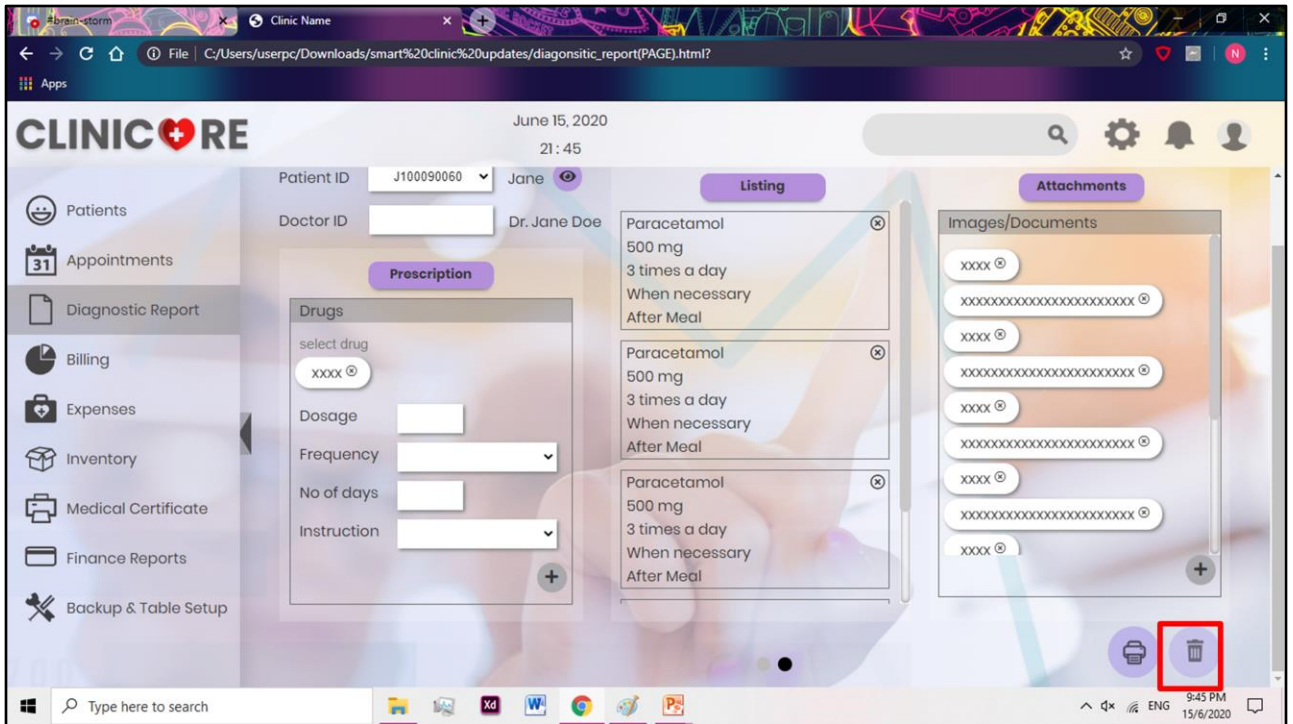 #brain-storm
Clinic Name
File | C:/Users/userpc/Downloads/smart%20clinic%20updates/diagonsitic_report(PAGE).html?
N
Apps
CLINIC RE
June 15, 2020
21 : 45
Patients
31
Appointments
Diagnostic Report
Billing
Expenses
Inventory
Medical Certificate
Finance Reports
Backup & Table Setup
Patient ID
J100090060
Jane
Doctor ID
Dr. Jane Doe
Prescription
Drugs
select drug
xxxx
Dosage
Frequency
No of days
Instruction
Listing
Paracetamol
500 mg
3 times a day
When necessary
After Meal
Paracetamol
500 mg
3 times a day
When necessary
After Meal
Paracetamol
500 mg
3 times a day
When necessary
After Meal
Attachments
Images/Documents
xxxx
xxxxxxxxxxxxxxxxxxxxxxx
xxxx
xxxxxxxxxxxxxxxxxxxxxxx
xxxx
xxxxxxxxxxxxxxxxxxxxxxx
xxxx
xxxxxxxxxxxxxxxxxxxxxxx
xxxx
Type here to search
Xd
W
P
ENG
9:45 PM
15/6/2020